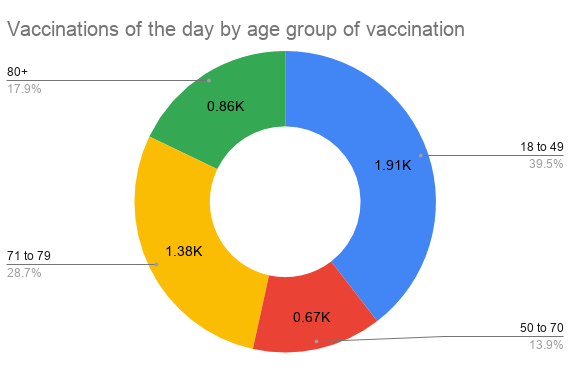 Vaccinations of the day by age group of vaccination
80+
17.9%
0.86K
18 to 49
39.5%
1.91K
71 to 79
28.7%
1.38K
0.67K
50 to 70
13.9%